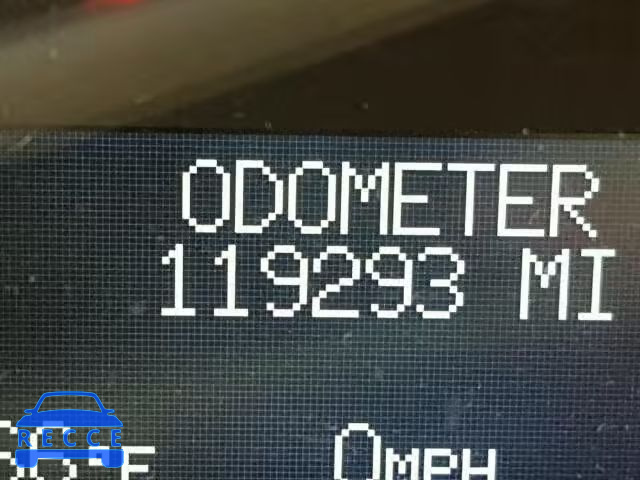 ODOMETER
119293 MI
0MPH
RECCE